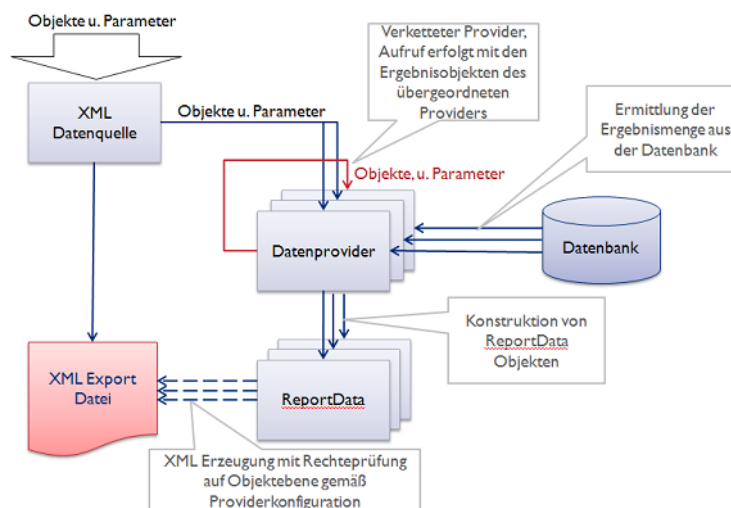 Objekte u. Parameter
Verketteter Provider,
Aufruf erfolgt mit den
Ergebnisobjekten des
übergeordneten
Providers
XML
Datenquelle
Objekte u. Parameter
Ermittlung der
Ergebnismenge aus
der Datenbank
Objekte, u. Parameter
Datenprovider
Datenbank
Konstruktion von
ReportData
Objekten
XML Export
Datei
ReportData
XML Erzeugung mit Rechteprüfung
auf Objektebene gemäß
Providerkonfiguration